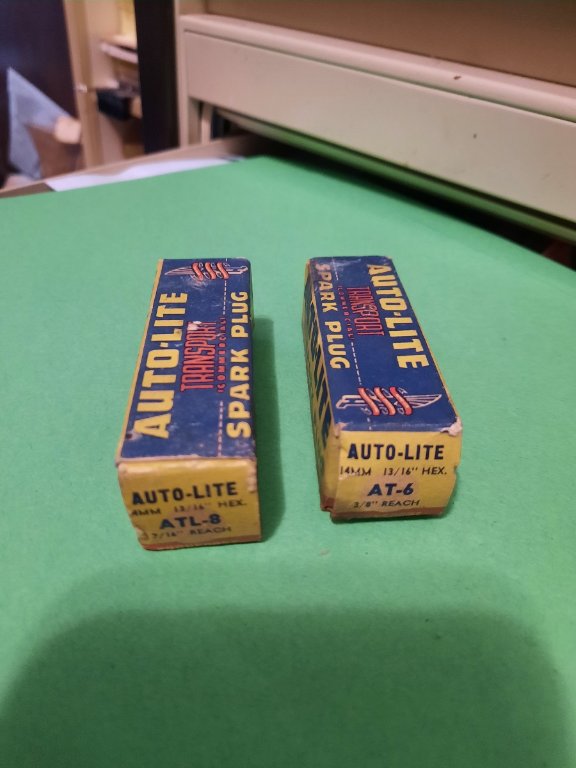 AUTO-LITE
TRANSPORT
(COMMERCIAL)
SPARK PLUG
AUTO-LITE
14MM 13/16" HEX.
ATL-8
7/16" REACH
AUTO-LITE
TRANSPORT
(COMMERCIAL)
SPARK PLUG
AUTO-LITE
14MM 13/16" HEX.
AT-6
3/8" REACH